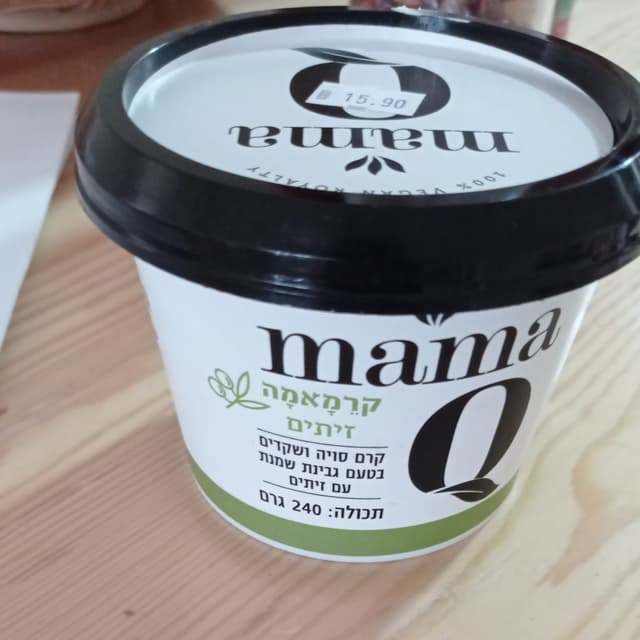 15.90
mama
100% VEGAN ROYALTY
mama
Q
קרֵמָאמָה
זיתים
קרם סויה ושקדים
בטעם גבינת שמנת
עם זיתים
תכולה: 240 גרם